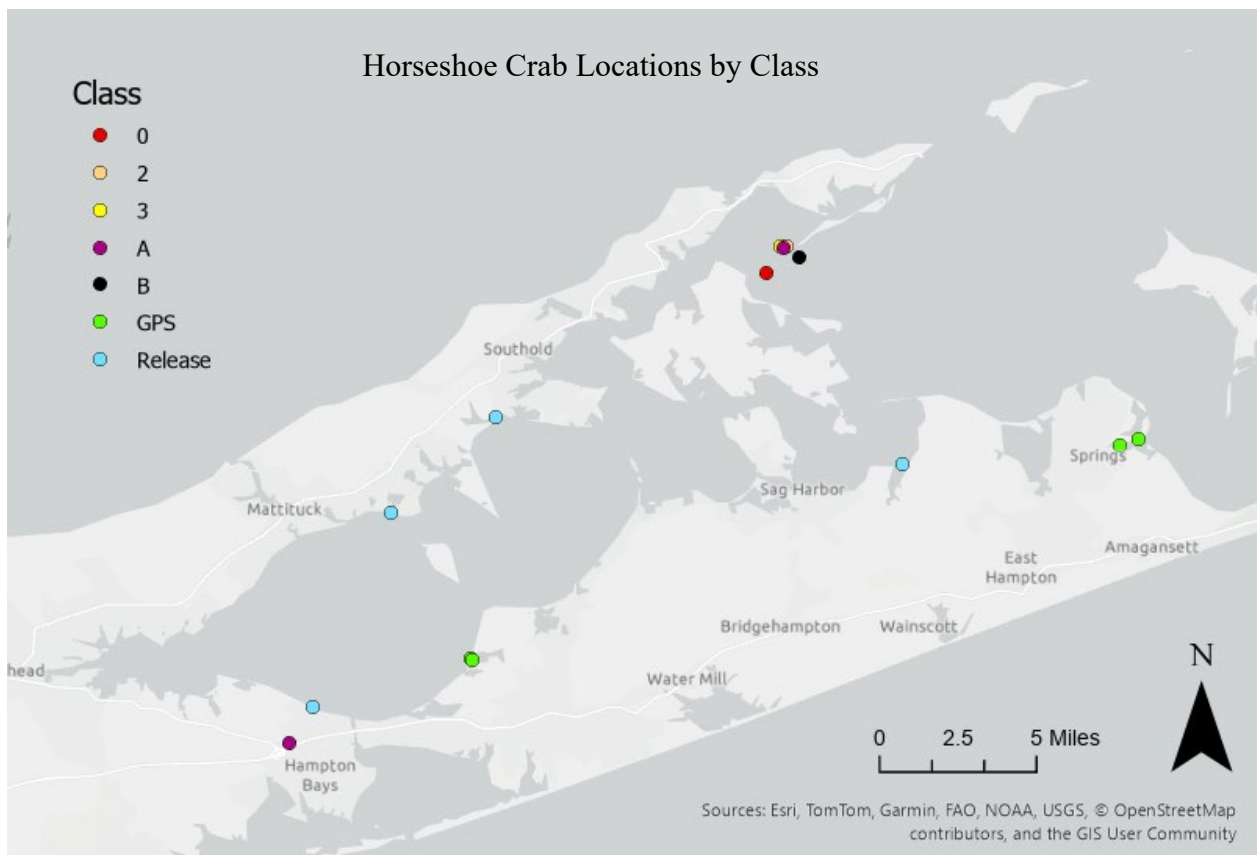 Horseshoe Crab Locations by Class
Class
0
2
3
A
B
GPS
Release
Southold
Mattituck
Sag Harbor
Springs
Amagansett
East
Hampton
Bridgehampton
Wainscott
head
Water Mill
Hampton
Bays
N
0 2.5 5 Miles
Sources: Esri, TomTom, Garmin, FAO, NOAA, USGS, © OpenStreetMap
contributors, and the GIS User Community